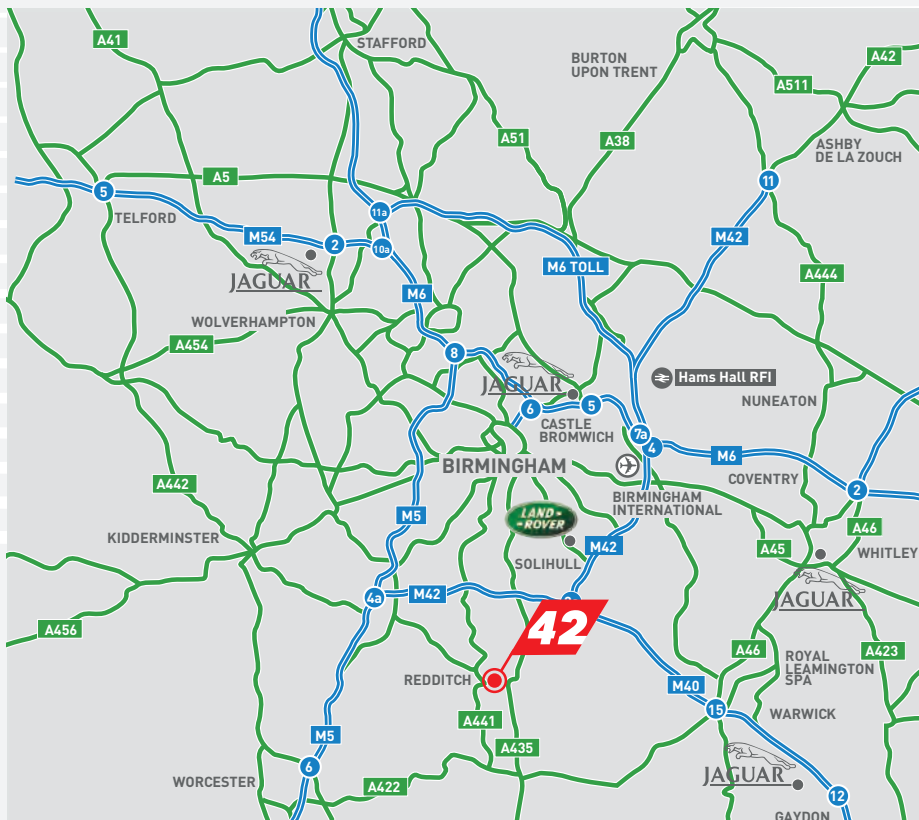 A41
STAFFORD
BURTON
UPON TRENT
A42
A511
A51
A38
ASHBY
DE LA ZOUCH
A5
5
11
TELFORD
11a
M54
2
10a
M42
M6 TOLL
JAGUAR
M6
A444
WOLVERHAMPTON
A454
8
JAGUAR
Hams Hall RFI
6
5
NUNEATON
CASTLE
BROMWICH
7a
4
M6
BIRMINGHAM
COVENTRY
A442
2
BIRMINGHAM
INTERNATIONAL
M5
LAND-
-ROVER
A46
KIDDERMINSTER
M42
A45
WHITLEY
SOLIHULL
4a
M42
JAGUAR
42
A456
A46
ROYAL
LEAMINGTON
SPA
A423
REDDITCH
M40
15
WARWICK
A441
M5
A435
6
JAGUAR
WORCESTER
A422
12
GAYDON